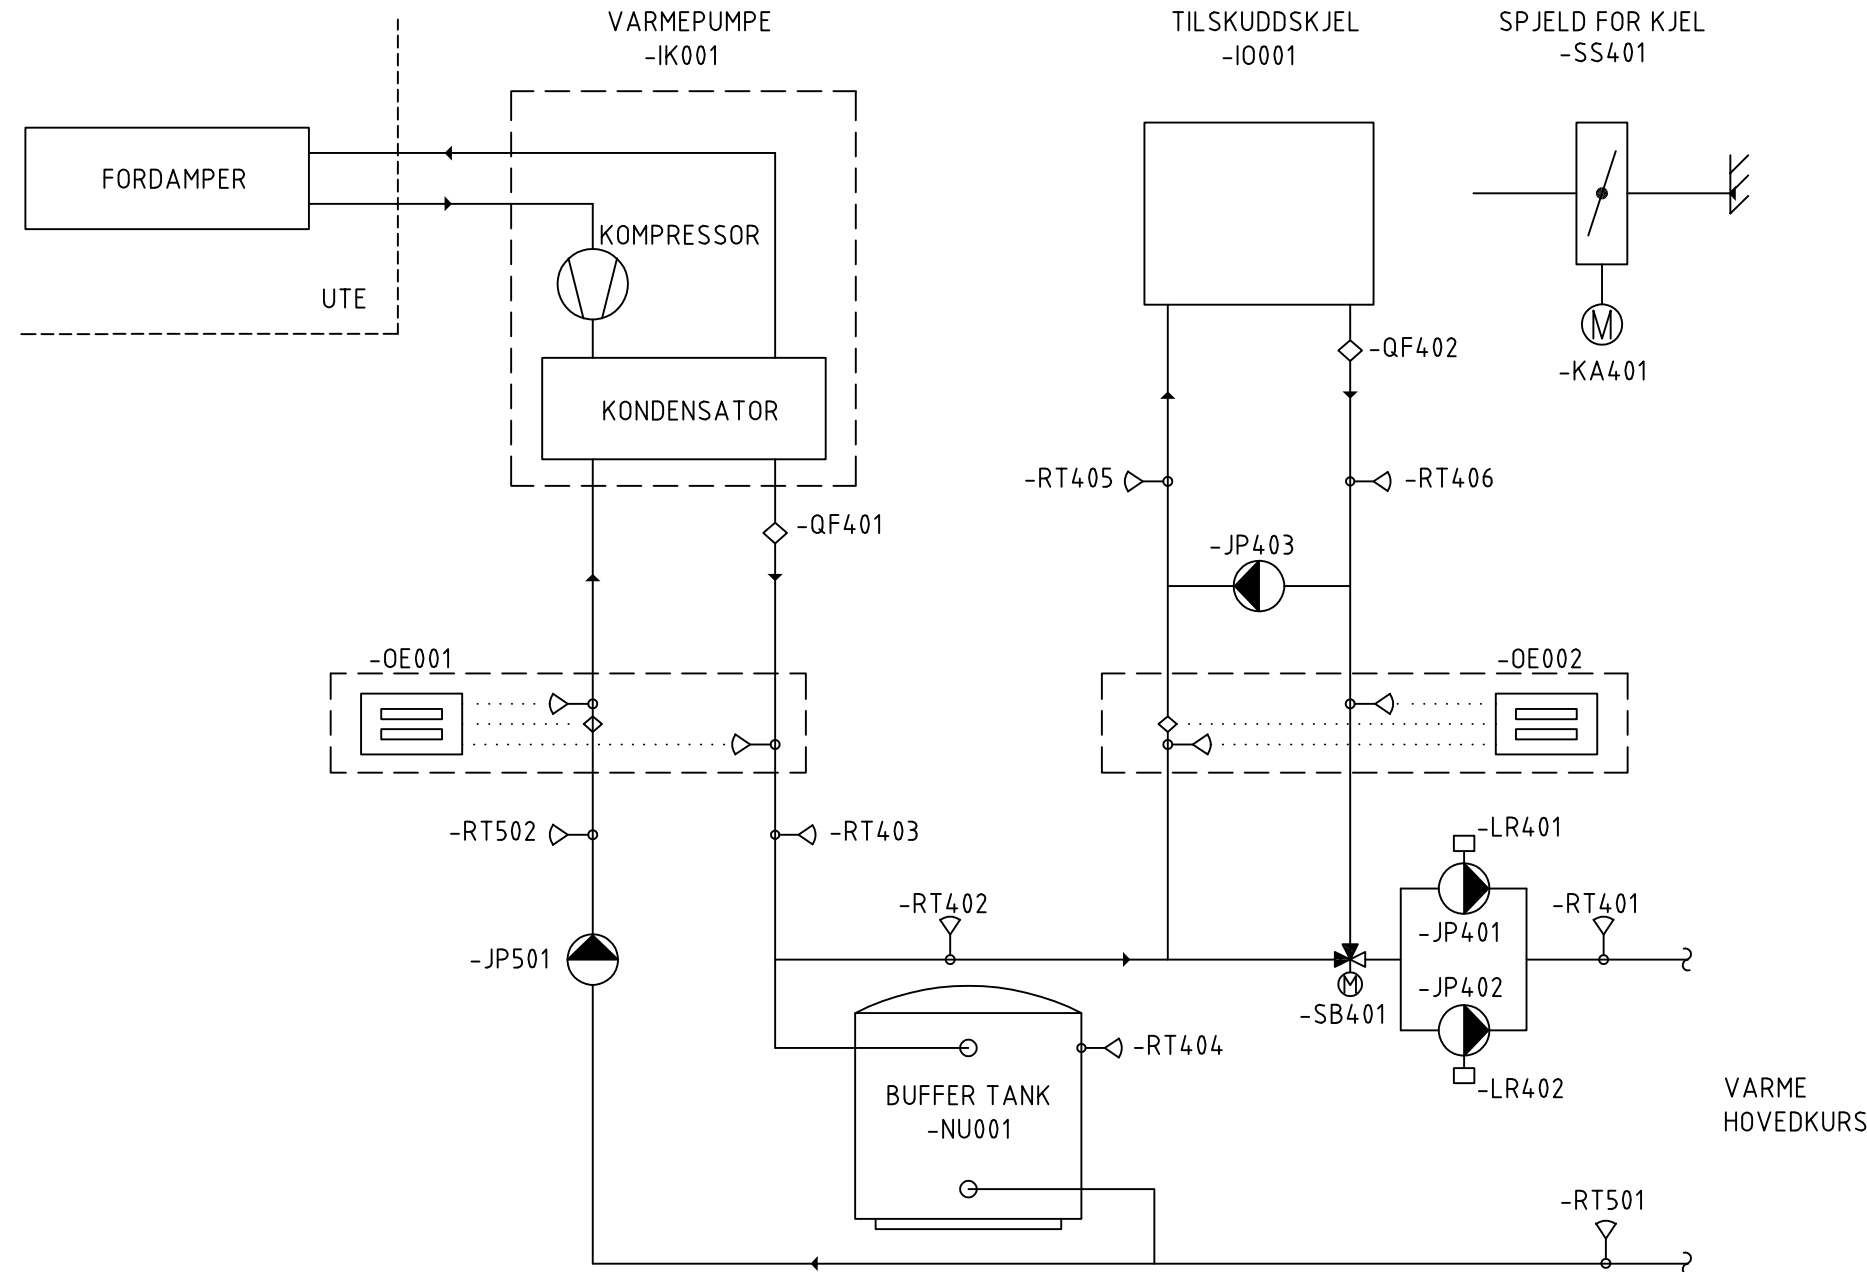 VARMEPUMPE
-IK001
TILSKUDDSKJEL
-IO001
SPJELD FOR KJEL
-SS401
FORDAMPER
UTE
KOMPRESSOR
KONDENSATOR
M
-KA401
-QF402
-RT405
-RT406
-QF401
-JP403
-OE001
-OE002
-RT502
-RT403
-LR401
-RT402
-RT401
-JP401
-JP501
-JP402
M
-SB401
-RT404
BUFFER TANK
-NU001
-LR402
VARME
HOVEDKURS
-RT501